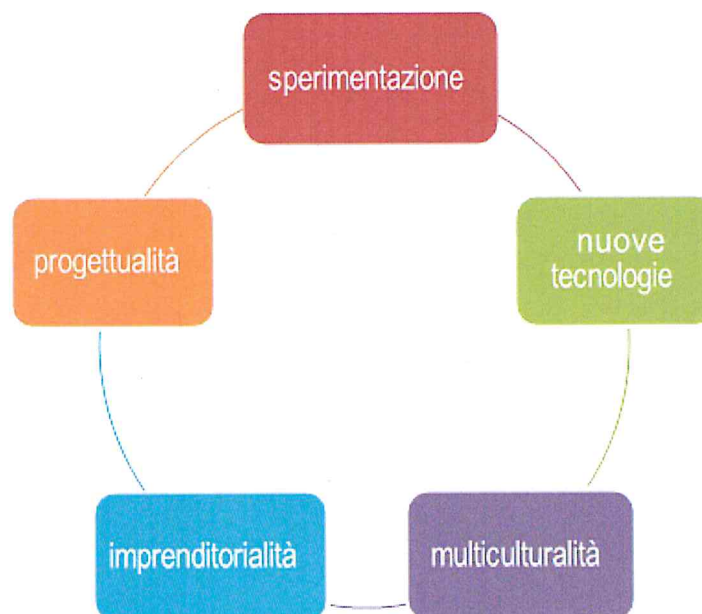 sperimentazione
nuove
tecnologie
multiculturalità
imprenditorialità
progettualità